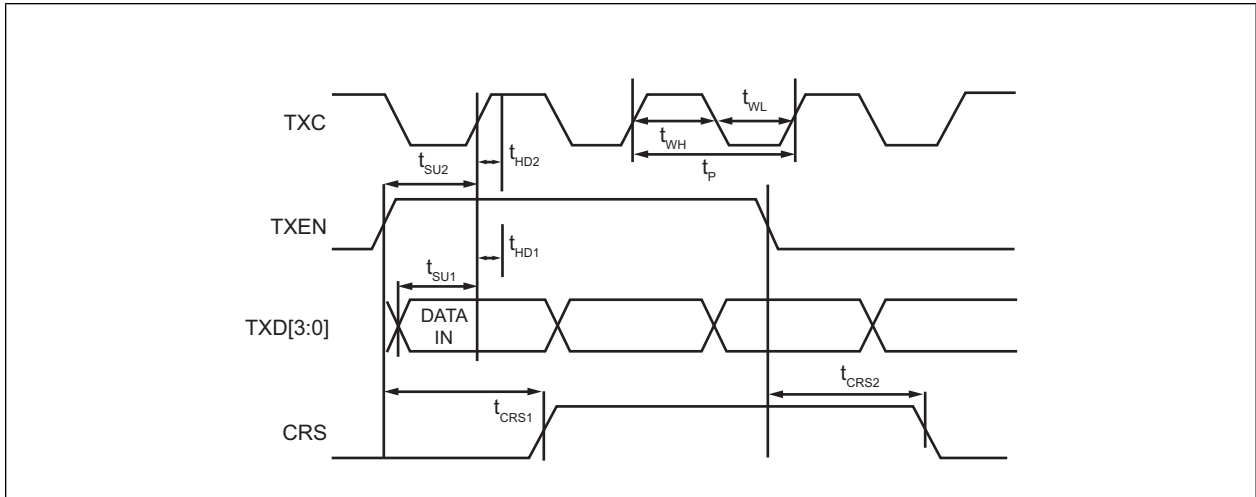 TXC
t_WL
t_WH
t_P
t_SU2
t_HD2
TXEN
t_HD1
t_SU1
TXD[3:0]
DATA
IN
t_CRS2
t_CRS1
CRS